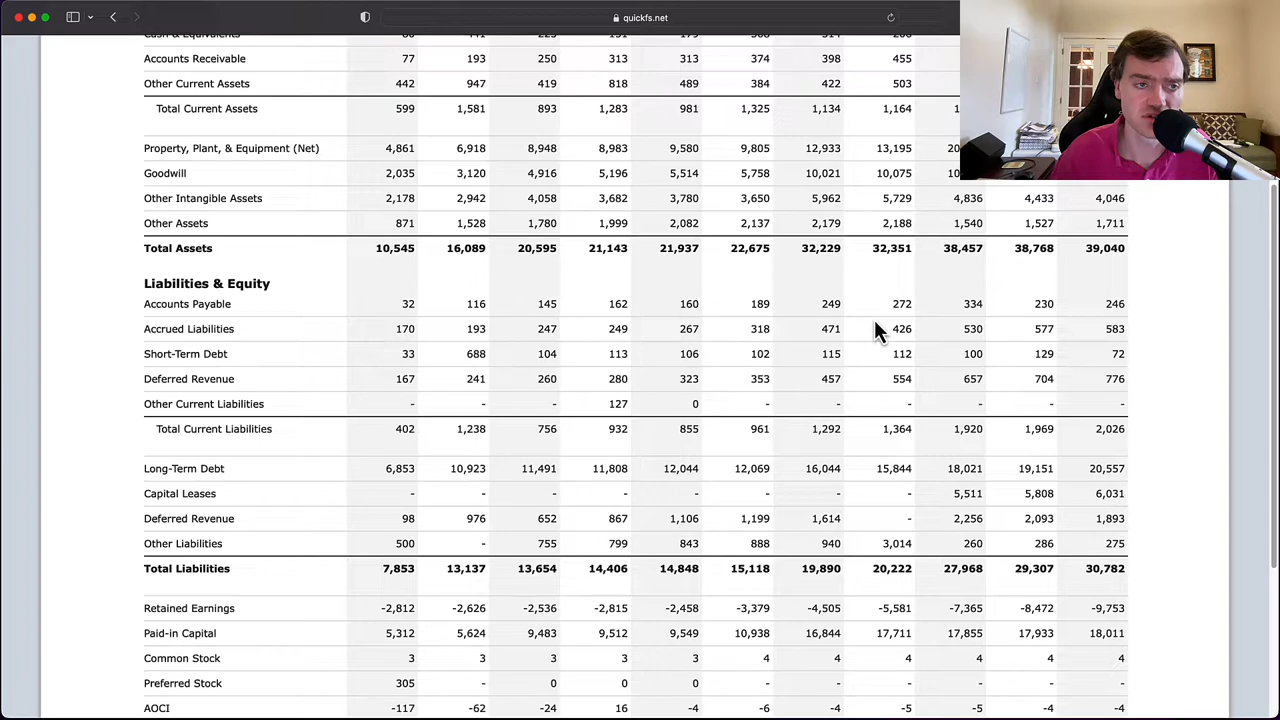 quickfs.net
Accounts Receivable 77 193 250 313 313 374 398 455
Other Current Assets 442 947 419 818 489 384 422 503
Total Current Assets 599 1,581 893 1,283 981 1,325 1,134 1,164
Property, Plant, & Equipment (Net) 4,861 6,918 8,948 8,983 9,580 9,805 12,933 13,195
Goodwill 2,035 3,120 4,916 5,196 5,514 5,758 10,021 10,075
Other Intangible Assets 2,178 2,942 4,058 3,682 3,780 3,650 5,962 5,729 4,836 4,433 4,046
Other Assets 871 1,528 1,780 1,999 2,082 2,137 2,179 2,188 1,540 1,527 1,711
Total Assets 10,545 16,089 20,595 21,143 21,937 22,675 32,229 32,351 38,457 38,768 39,040
Liabilities & Equity
Accounts Payable 32 116 145 162 160 189 249 272 334 230 246
Accrued Liabilities 170 193 247 249 267 318 471 426 530 577 583
Short-Term Debt 33 688 104 113 106 102 115 112 100 129 72
Deferred Revenue 167 241 260 280 323 353 457 554 657 704 776
Other Current Liabilities - - - 127 0 - - - - - -
Total Current Liabilities 402 1,238 756 932 855 961 1,292 1,364 1,920 1,969 2,026
Long-Term Debt 6,853 10,923 11,491 11,808 12,044 12,069 16,044 15,844 18,021 19,151 20,557
Capital Leases - - - - - - - - 5,511 5,808 6,031
Deferred Revenue 98 976 652 867 1,106 1,199 1,614 - 2,256 2,093 1,893
Other Liabilities 500 - 755 799 843 888 940 3,014 260 286 275
Total Liabilities 7,853 13,137 13,654 14,406 14,848 15,118 19,890 20,222 27,968 29,307 30,782
Retained Earnings -2,812 -2,626 -2,536 -2,815 -2,458 -3,379 -4,505 -5,581 -7,365 -8,472 -9,753
Paid-in Capital 5,312 5,624 9,483 9,512 9,549 10,938 16,844 17,711 17,855 17,933 18,011
Common Stock 3 3 3 3 3 4 4 4 4 4 4
Preferred Stock 305 - 0 0 0 - - - - - -
AOCI -117 -62 -24 16 -4 -6 -4 -5 -5 -4 -4